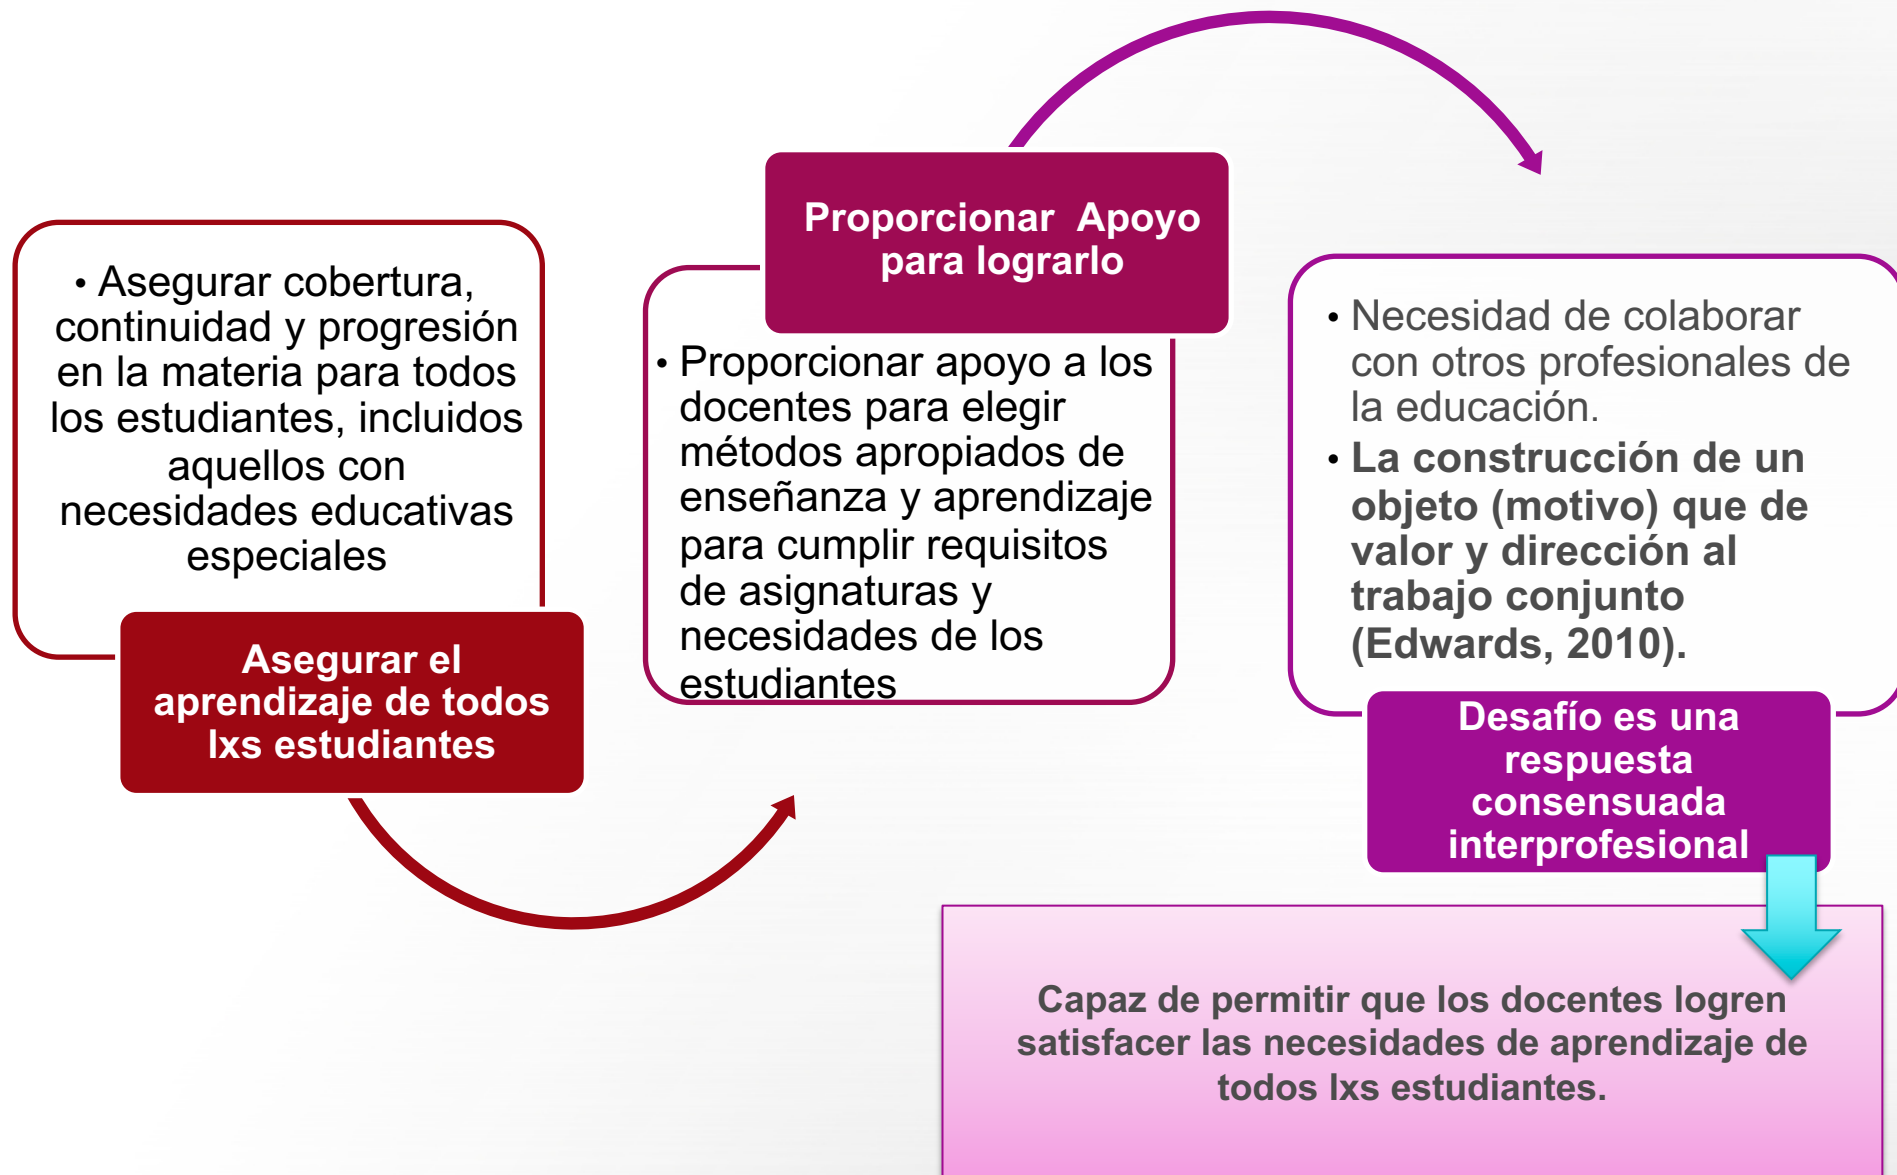 • Asegurar cobertura,
continuidad y progresión
en la materia para todos
los estudiantes, incluidos
aquellos con
necesidades educativas
especiales
Asegurar el
aprendizaje de todos
lxs estudiantes
Proporcionar Apoyo
para lograrlo
• Proporcionar apoyo a los
docentes para elegir
métodos apropiados de
enseñanza y aprendizaje
para cumplir requisitos
de asignaturas y
necesidades de los
estudiantes
• Necesidad de colaborar
con otros profesionales de
la educación.
• La construcción de un
objeto (motivo) que de
valor y dirección al
trabajo conjunto
(Edwards, 2010).
Desafío es una
respuesta
consensuada
interprofesional
Capaz de permitir que los docentes logren
satisfacer las necesidades de aprendizaje de
todos lxs estudiantes.